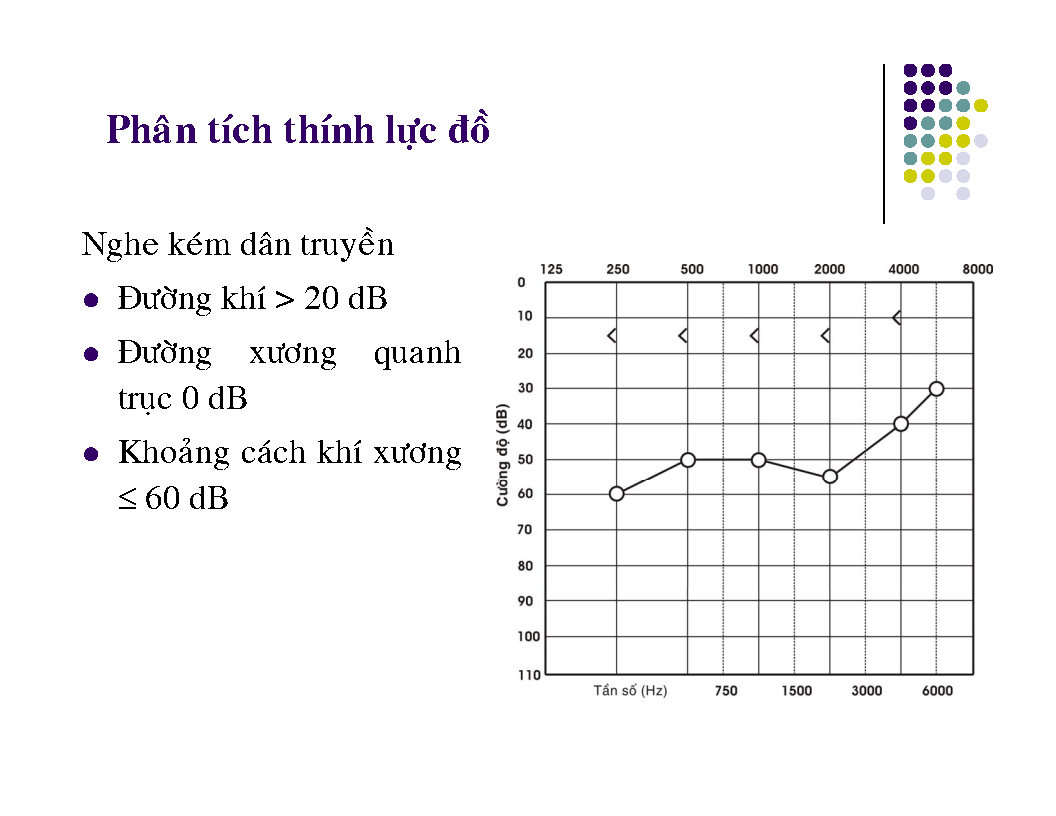 Phân tích thính lực đồ
Nghe kém dân truyền
Đường khí > 20 dB
Đường xương quanh
trục 0 dB
Khoảng cách khí xương
≤ 60 dB
125 250 500 1000 2000 4000 8000
0
10
20
30
40
50
60
70
80
90
100
110
Cường độ (dB)
Tần số (Hz) 750 1500 3000 6000